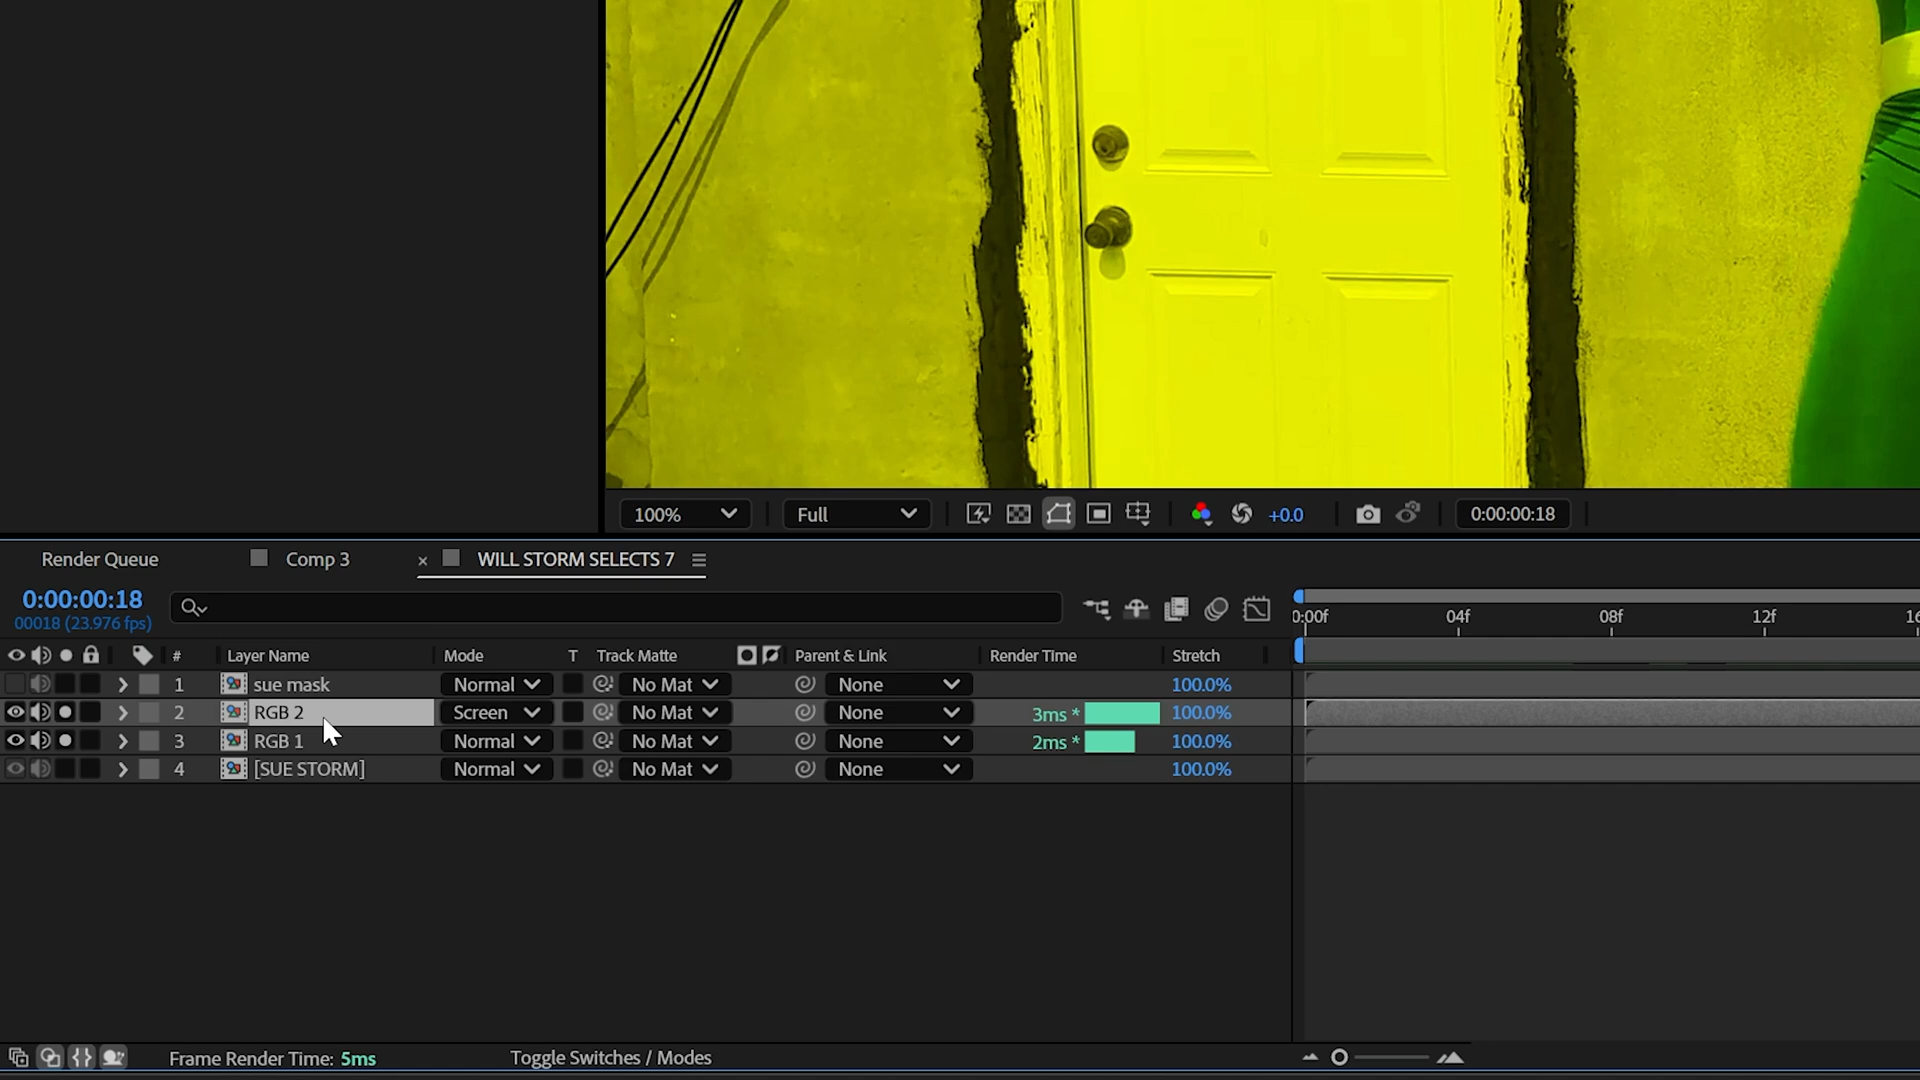 100% Full +0.0 0:00:00:18
Render Queue Comp 3 × WILL STORM SELECTS 7
0:00:00:18
00018 (23.976 fps)
0:00f 04f 08f 12f
# Layer Name Mode T Track Matte Parent & Link Render Time Stretch
1 sue mask Normal No Mat None 100.0%
2 RGB 2 Screen No Mat None 3ms * 100.0%
3 RGB 1 Normal No Mat None 2ms * 100.0%
4 [SUE STORM] Normal No Mat None 100.0%
Frame Render Time: 5ms Toggle Switches / Modes